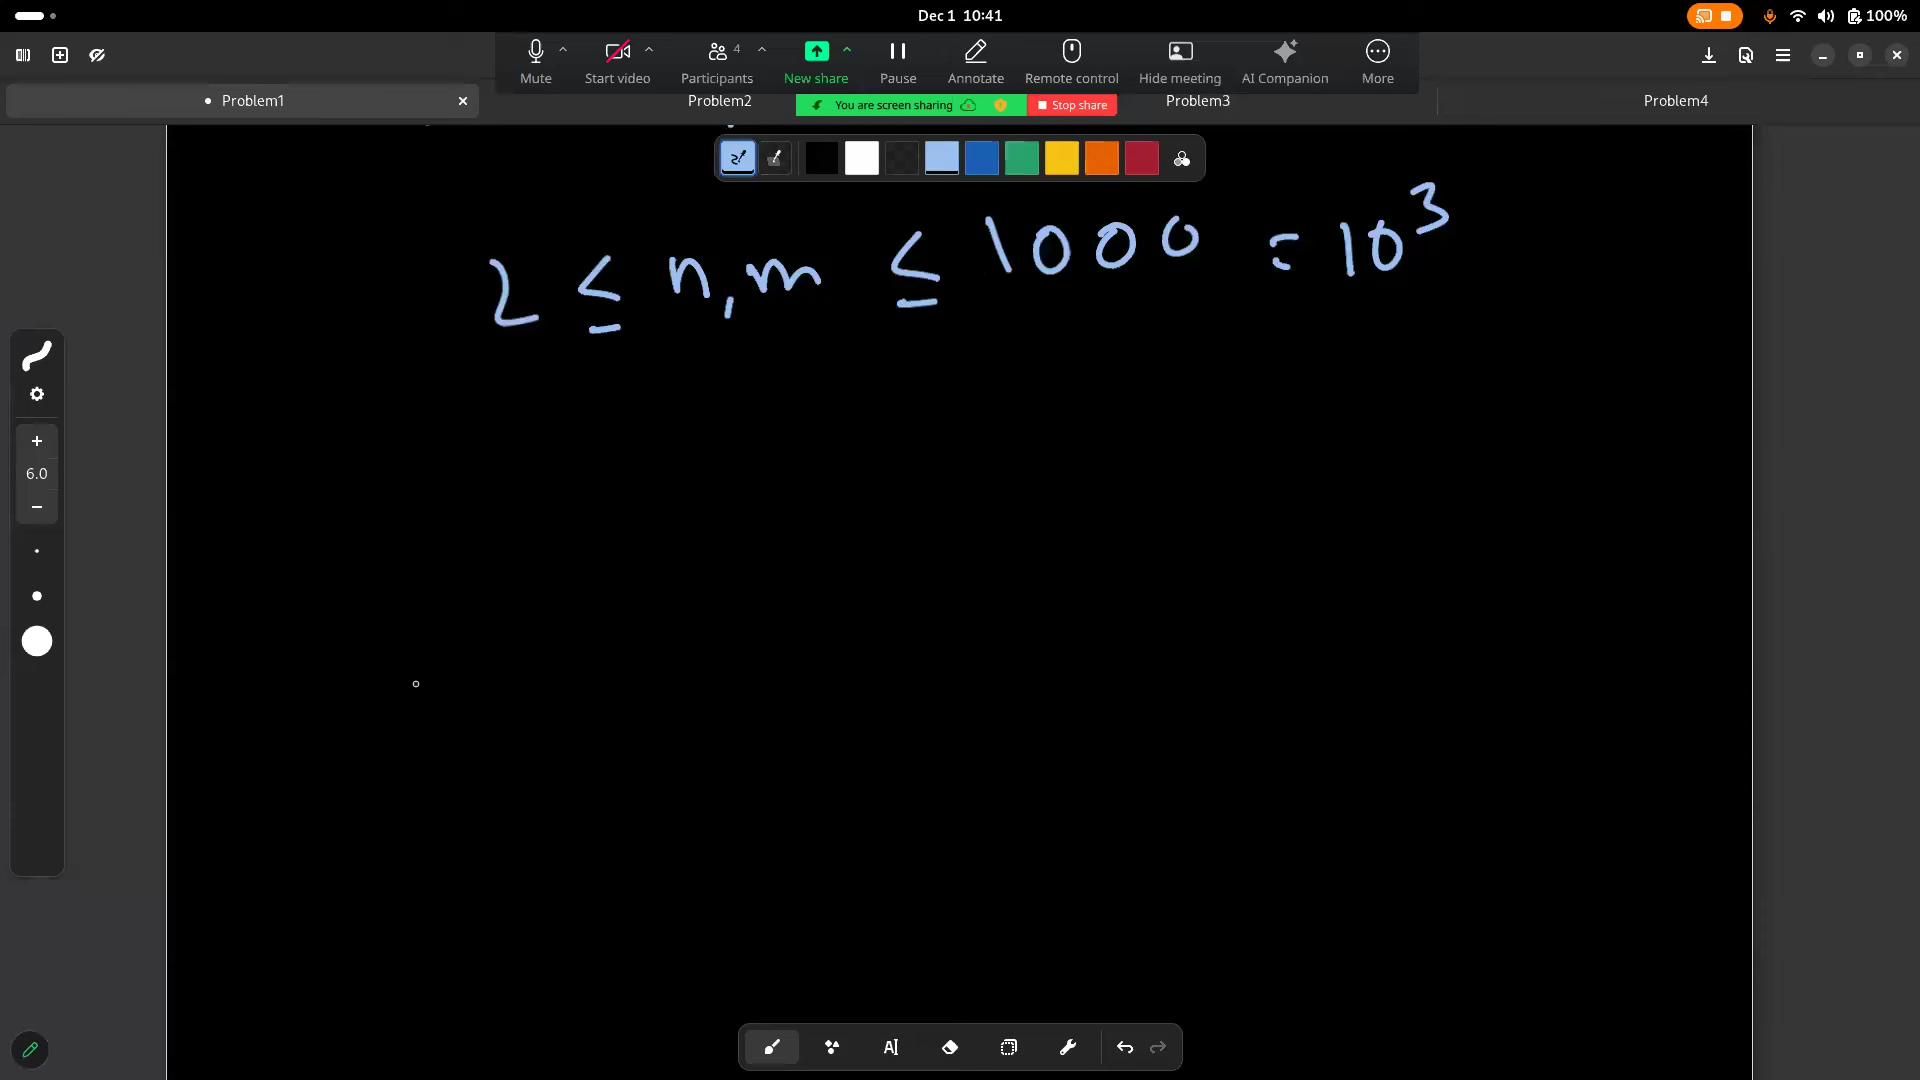 Dec 1 10:41
100%
Mute
Start video
Participants 4
New share
Pause
Annotate
Remote control
Hide meeting
AI Companion
More
Problem1
Problem2
You are screen sharing
Stop share
Problem3
Problem4
2 ≤ n, m ≤ 1000 = 10³
6.0